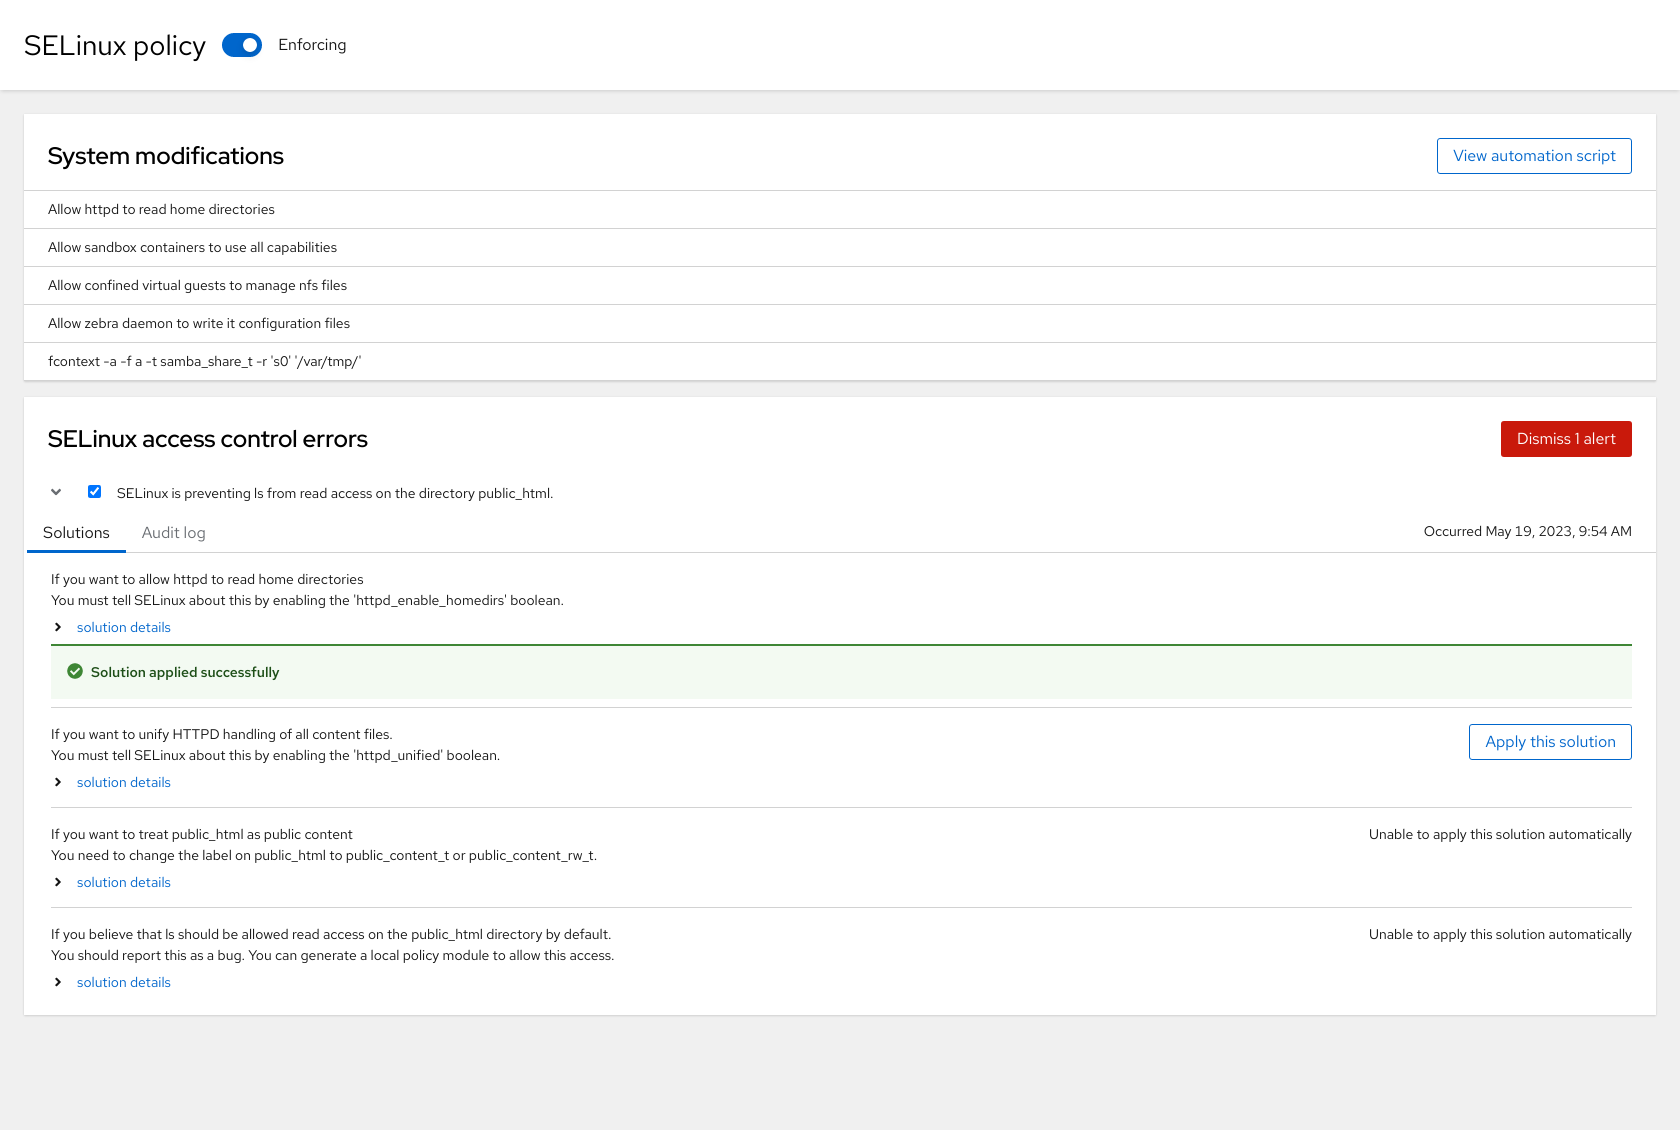 SELinux policy
Enforcing
System modifications
View automation script
Allow httpd to read home directories
Allow sandbox containers to use all capabilities
Allow confined virtual guests to manage nfs files
Allow zebra daemon to write it configuration files
fcontext -a -f a -t samba_share_t -r 's0' '/var/tmp/'
SELinux access control errors
Dismiss 1 alert
SELinux is preventing ls from read access on the directory public_html.
Solutions
Audit log
Occurred May 19, 2023, 9:54 AM
If you want to allow httpd to read home directories
You must tell SELinux about this by enabling the 'httpd_enable_homedirs' boolean.
solution details
Solution applied successfully
If you want to unify HTTPD handling of all content files.
Apply this solution
You must tell SELinux about this by enabling the 'httpd_unified' boolean.
solution details
If you want to treat public_html as public content
Unable to apply this solution automatically
You need to change the label on public_html to public_content_t or public_content_rw_t.
solution details
If you believe that ls should be allowed read access on the public_html directory by default.
Unable to apply this solution automatically
You should report this as a bug. You can generate a local policy module to allow this access.
solution details